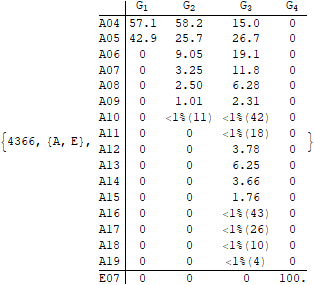 G₁ G₂ G₃ G₄
A04 57.1 58.2 15.0 0
A05 42.9 25.7 26.7 0
A06 0 9.05 19.1 0
A07 0 3.25 11.8 0
A08 0 2.50 6.28 0
A09 0 1.01 2.31 0
A10 0 <1%(11) <1%(42) 0
A11 0 0 <1%(18) 0
{4366, {A, E}, }
A12 0 0 3.78 0
A13 0 0 6.25 0
A14 0 0 3.66 0
A15 0 0 1.76 0
A16 0 0 <1%(43) 0
A17 0 0 <1%(26) 0
A18 0 0 <1%(10) 0
A19 0 0 <1%(4) 0
E07 0 0 0 100.